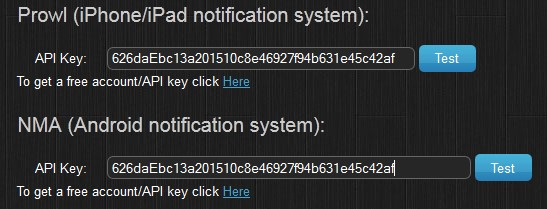 Prowl (iPhone/iPad notification system):
API Key: 626daEbc13a201510c8e46927f94b631e45c42af Test
To get a free account/API key click Here
NMA (Android notification system):
API Key: 626daEbc13a201510c8e46927f94b631e45c42af Test
To get a free account/API key click Here